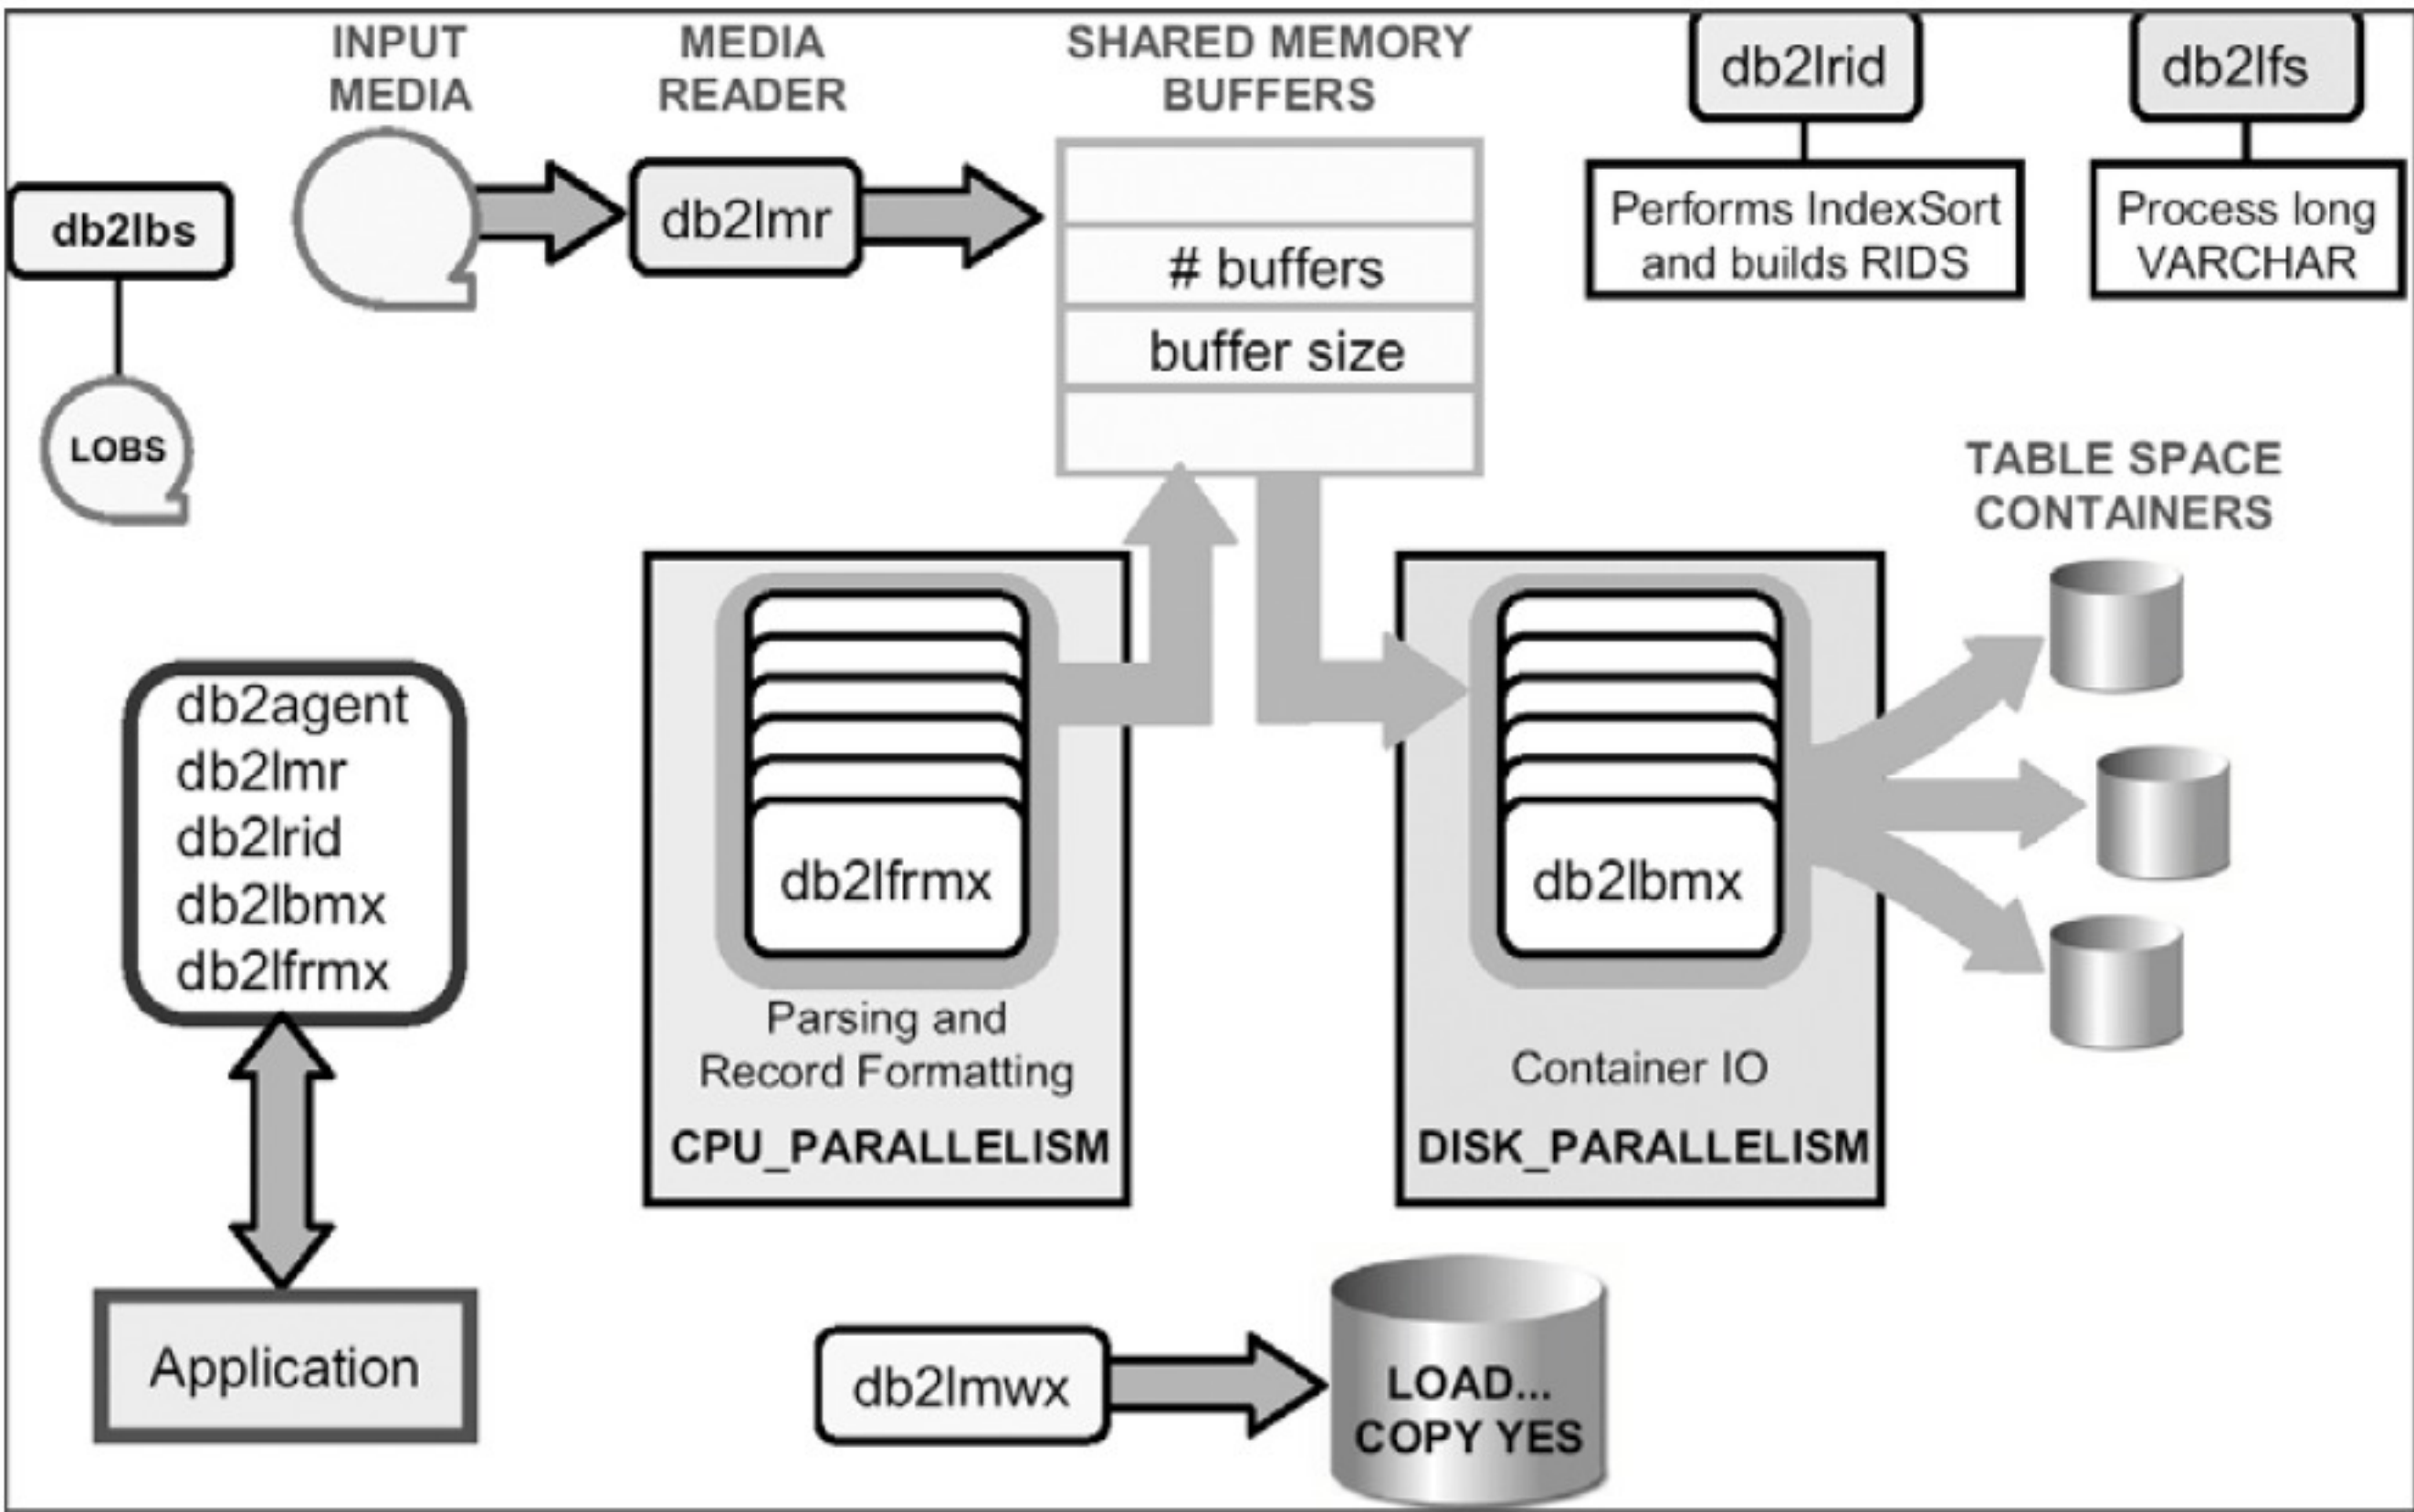 INPUT
MEDIA
MEDIA
READER
SHARED MEMORY
BUFFERS
db2lrid
db2lfs
db2lbs
db2lmr
# buffers
buffer size
Performs IndexSort
and builds RIDS
Process long
VARCHAR
LOBS
TABLE SPACE
CONTAINERS
db2agent
db2lmr
db2lrid
db2lbmx
db2lfrmx
db2lfrmx
Parsing and
Record Formatting
CPU_PARALLELISM
db2lbmx
Container IO
DISK_PARALLELISM
Application
db2lmwx
LOAD...
COPY YES